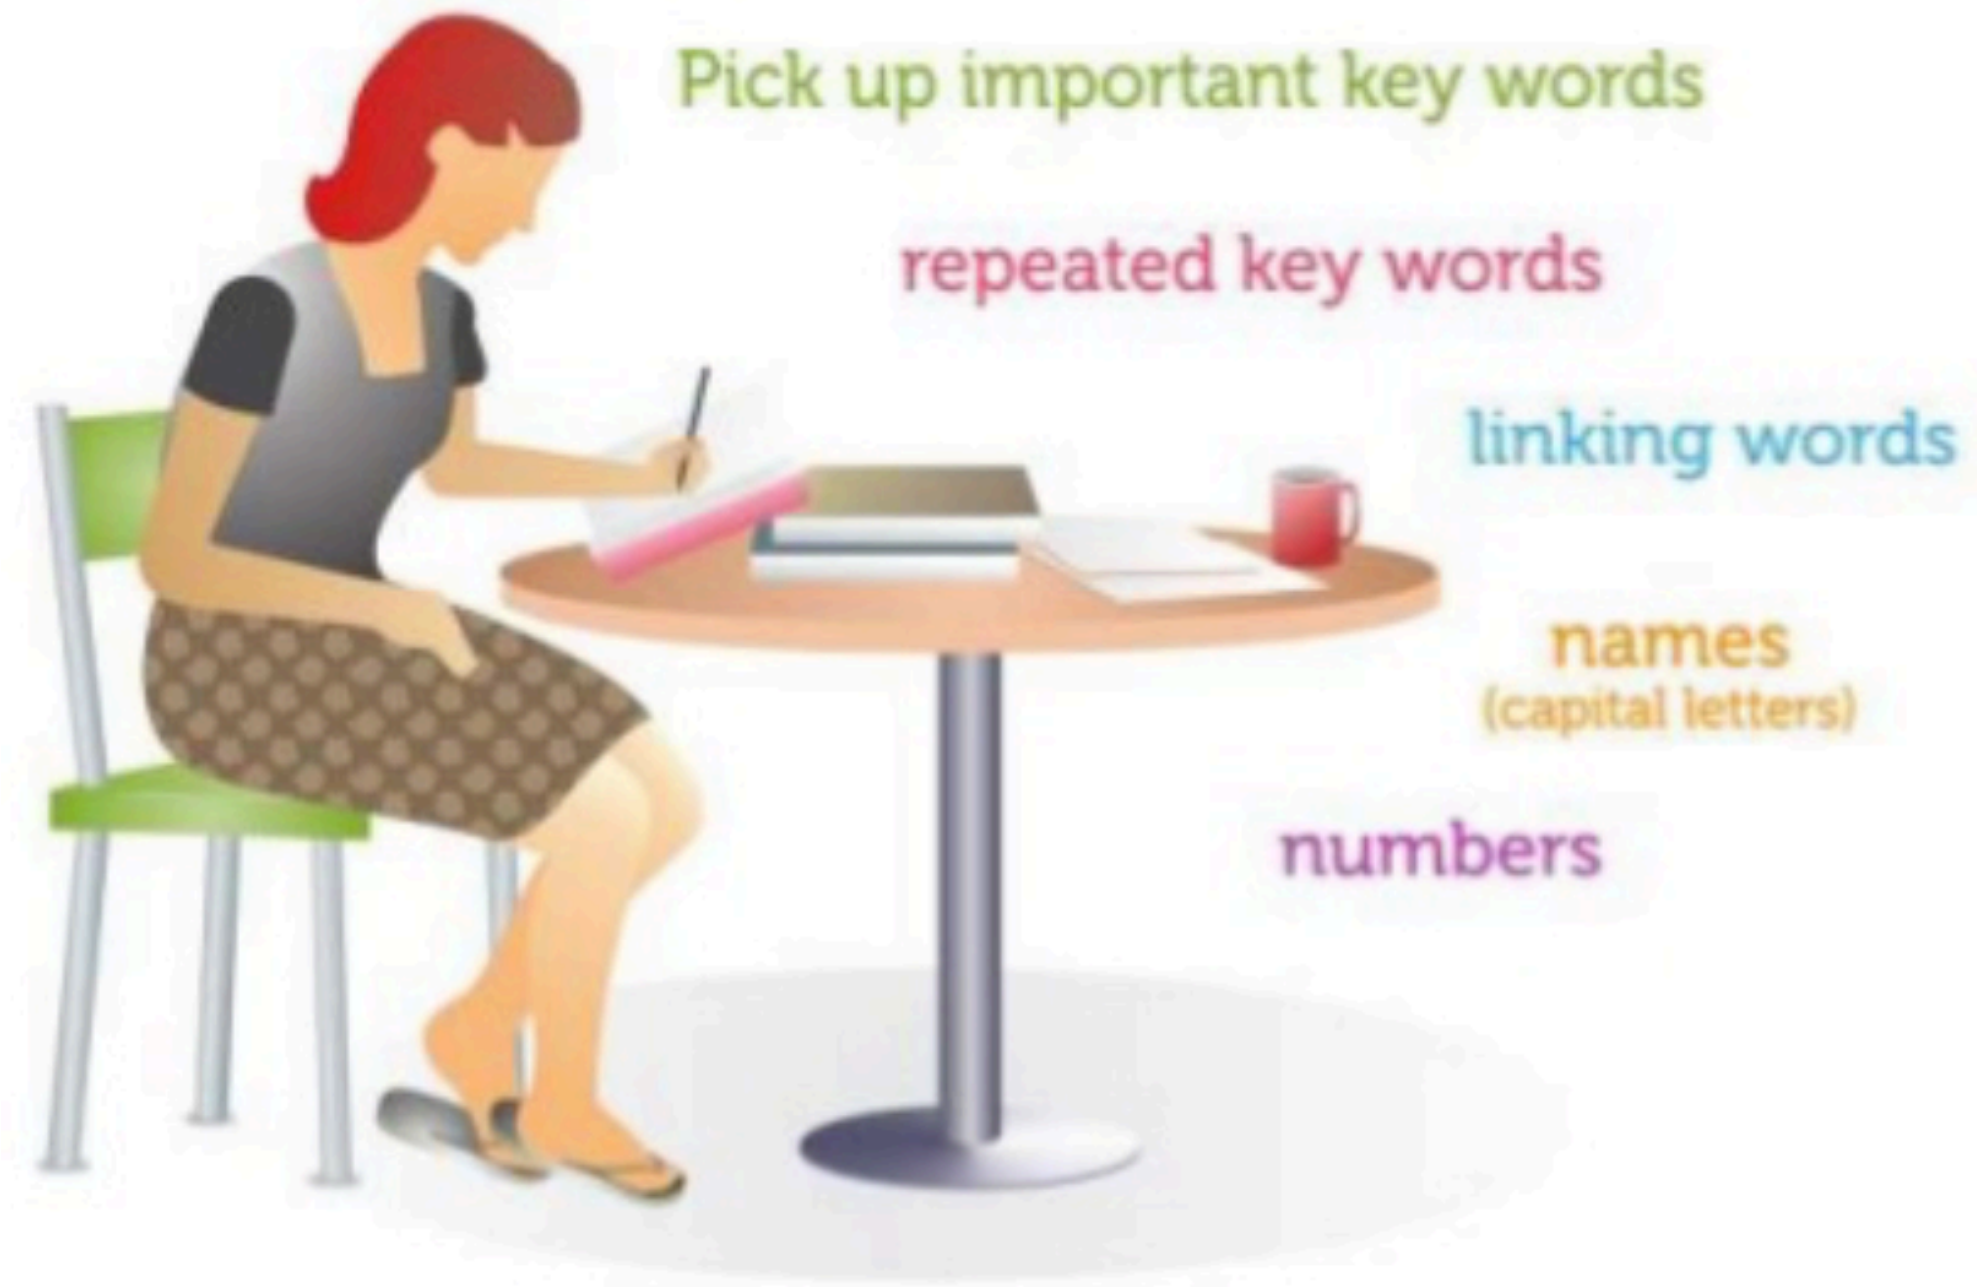 Pick up important key words
repeated key words
linking words
names
(capital letters)
numbers